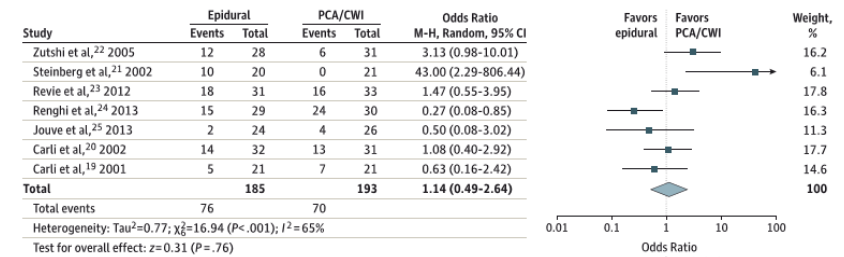 Epidural PCA/CWI Odds Ratio Favors Favors Weight,
Study Events Total Events Total M-H, Random, 95% CI epidural PCA/CWI %
Zutshi et al,22 2005 12 28 6 31 3.13 (0.98-10.01) 16.2
Steinberg et al,21 2002 10 20 0 21 43.00 (2.29-806.44) 6.1
Revie et al,23 2012 18 31 16 33 1.47 (0.55-3.95) 17.8
Renghi et al,24 2013 15 29 24 30 0.27 (0.08-0.85) 16.3
Jouve et al,25 2013 2 24 4 26 0.50 (0.08-3.02) 11.3
Carli et al,20 2002 14 32 13 31 1.08 (0.40-2.92) 17.7
Carli et al,19 2001 5 21 7 21 0.63 (0.16-2.42) 14.6
Total 185 193 1.14 (0.49-2.64) 100
Total events 76 70
Heterogeneity: Tau2=0.77; χ26=16.94 (P<.001); I2=65%
Test for overall effect: z=0.31 (P=.76)
0.01 0.1 1 10 100
Odds Ratio